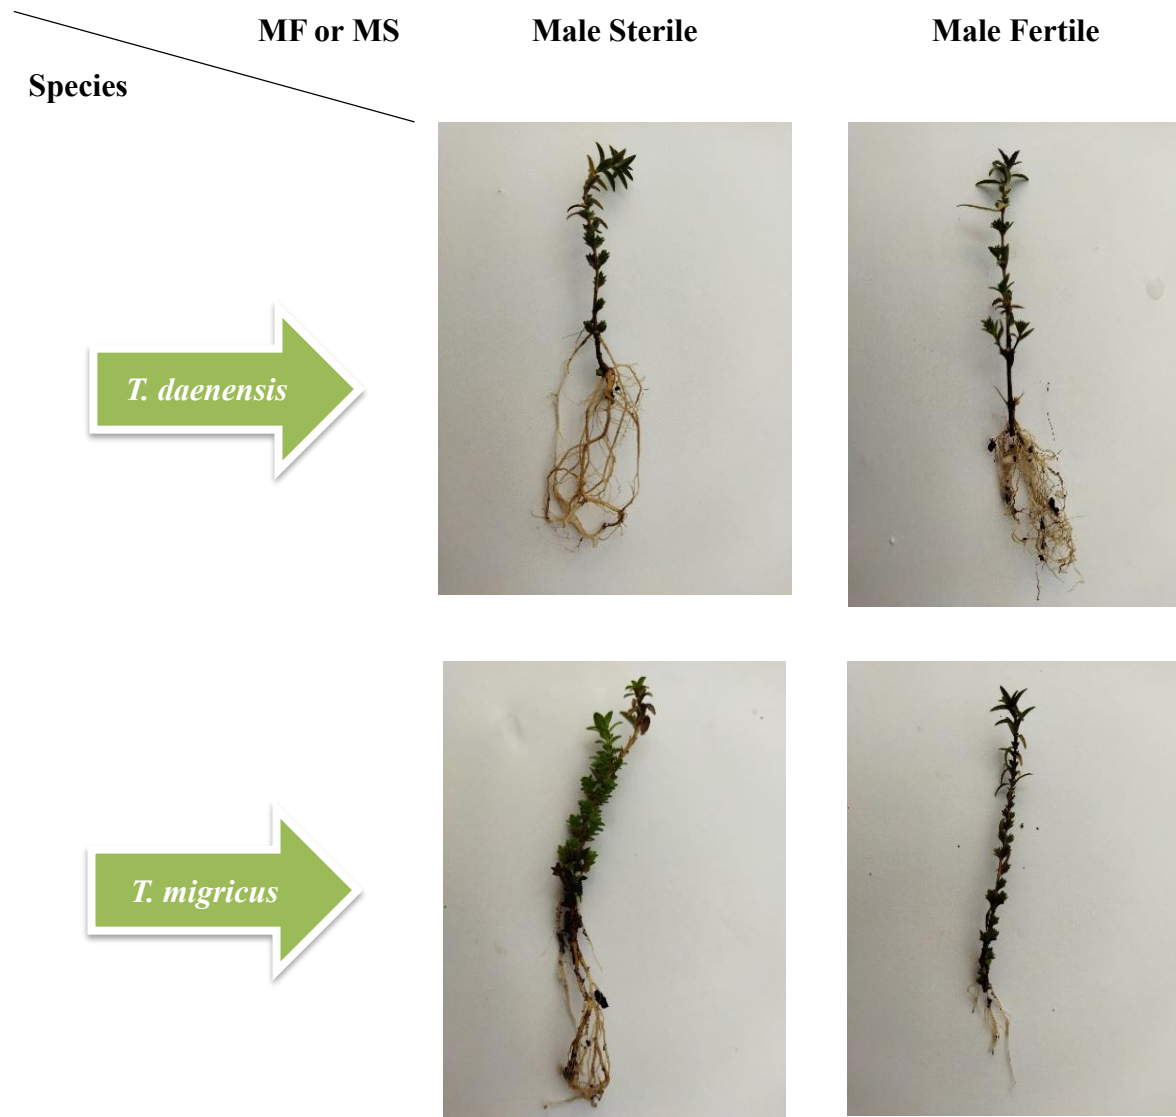 MF or MS
Male Sterile
Male Fertile
Species
T. daenensis
T. migricus